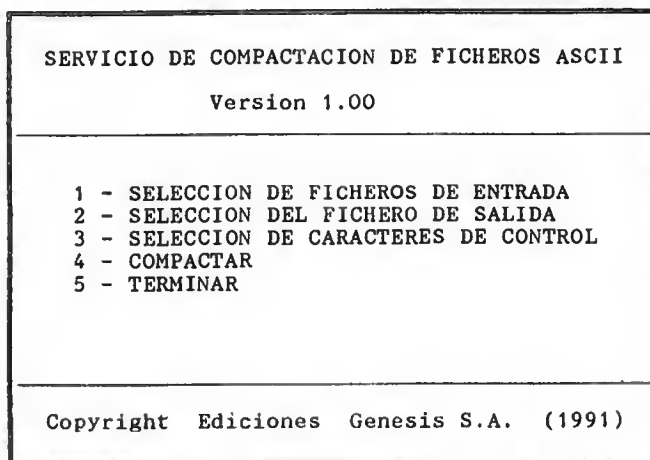 SERVICIO DE COMPACTACION DE FICHEROS ASCII
Version 1.00
1 - SELECCION DE FICHEROS DE ENTRADA
2 - SELECCION DEL FICHERO DE SALIDA
3 - SELECCION DE CARACTERES DE CONTROL
4 - COMPACTAR
5 - TERMINAR
Copyright Ediciones Genesis S.A. (1991)